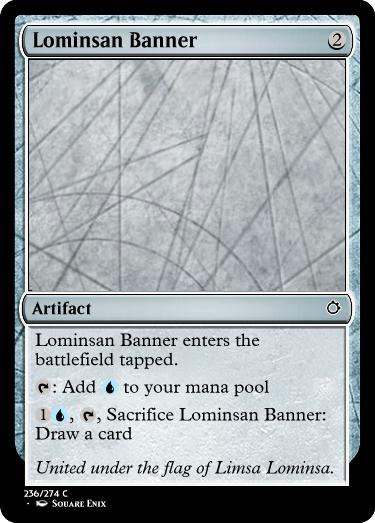 Lominsan Banner 2
Artifact
Lominsan Banner enters the
battlefield tapped.
: Add to your mana pool
1 , , Sacrifice Lominsan Banner:
Draw a card
United under the flag of Limsa Lominsa.
236/274 C
· Square Enix